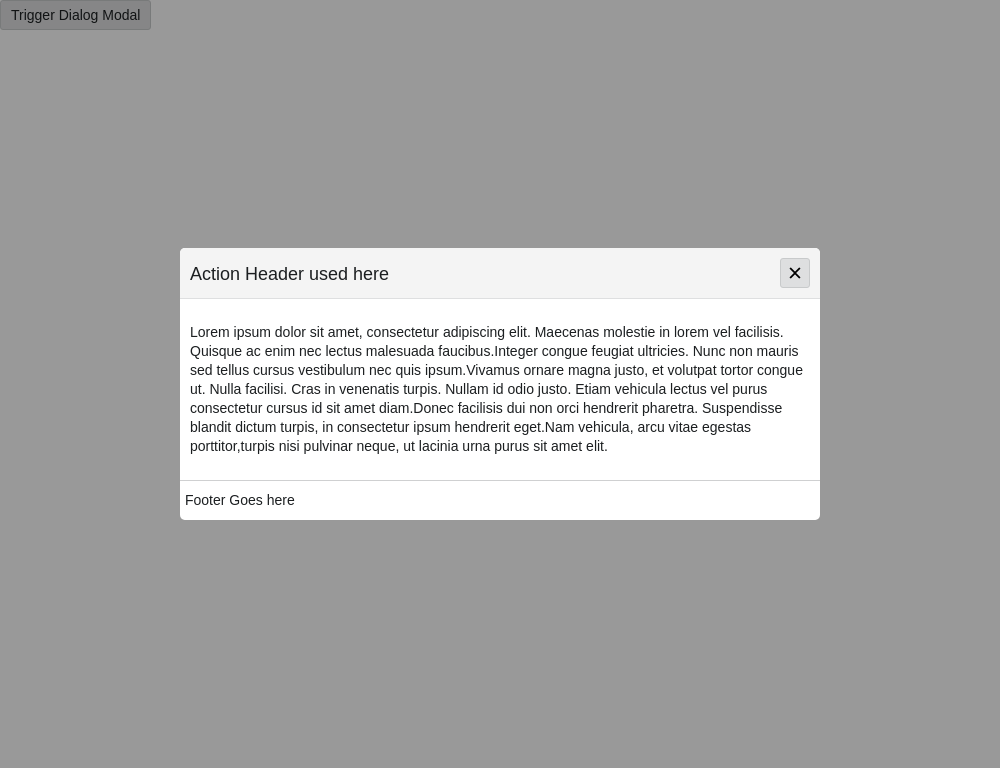 Trigger Dialog Modal
Action Header used here
Lorem ipsum dolor sit amet, consectetur adipiscing elit. Maecenas molestie in lorem vel facilisis.
Quisque ac enim nec lectus malesuada faucibus.Integer congue feugiat ultricies. Nunc non mauris
sed tellus cursus vestibulum nec quis ipsum.Vivamus ornare magna justo, et volutpat tortor congue
ut. Nulla facilisi. Cras in venenatis turpis. Nullam id odio justo. Etiam vehicula lectus vel purus
consectetur cursus id sit amet diam.Donec facilisis dui non orci hendrerit pharetra. Suspendisse
blandit dictum turpis, in consectetur ipsum hendrerit eget.Nam vehicula, arcu vitae egestas
porttitor,turpis nisi pulvinar neque, ut lacinia urna purus sit amet elit.
Footer Goes here